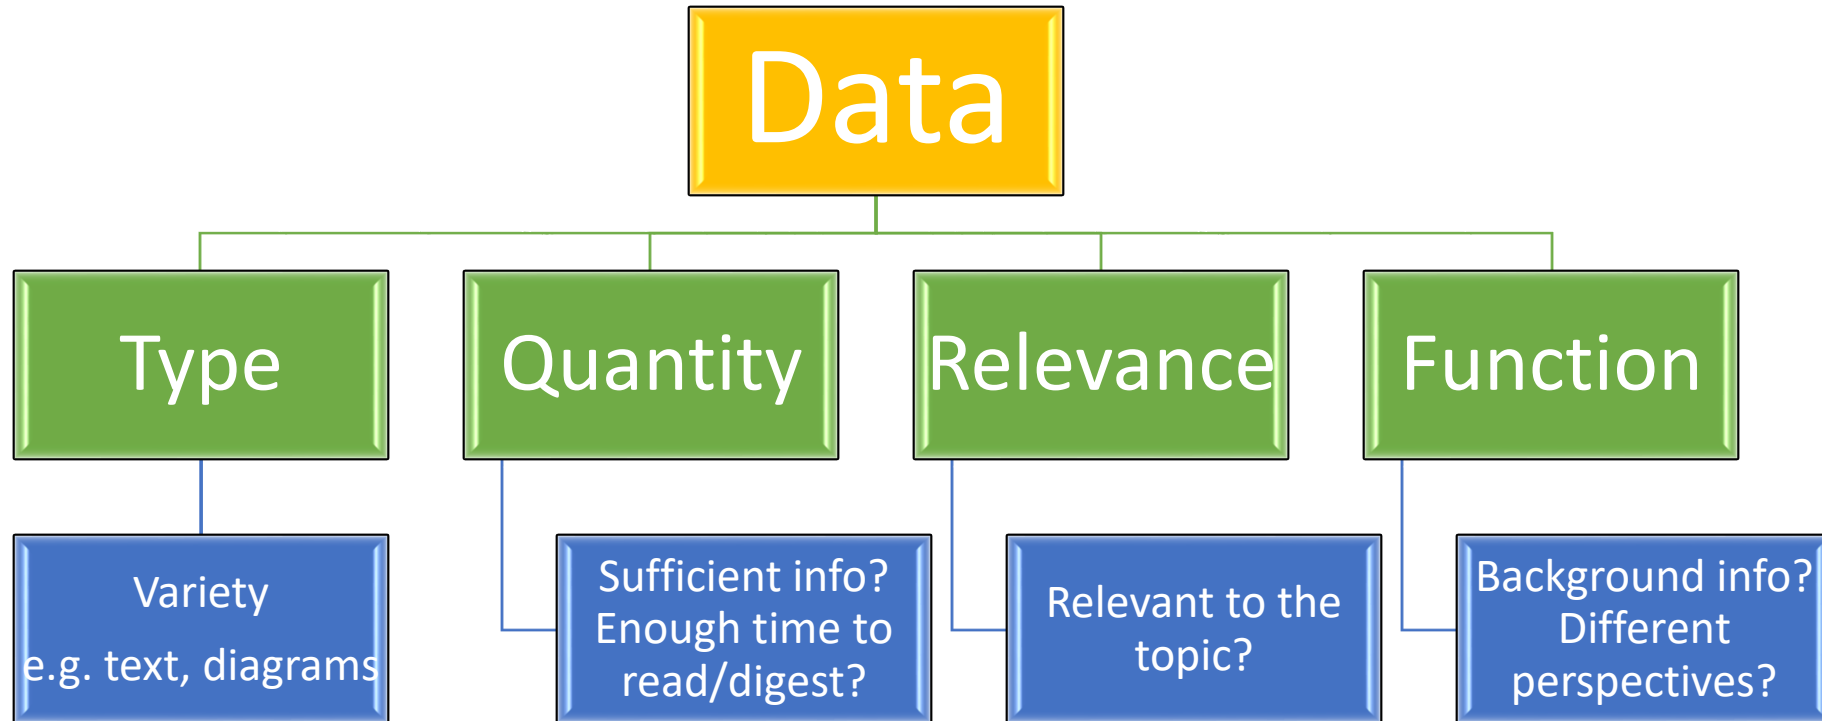 Data
Type
Quantity
Relevance
Function
Variety
e.g. text, diagrams
Sufficient info?
Enough time to
read/digest?
Relevant to the
topic?
Background info?
Different
perspectives?